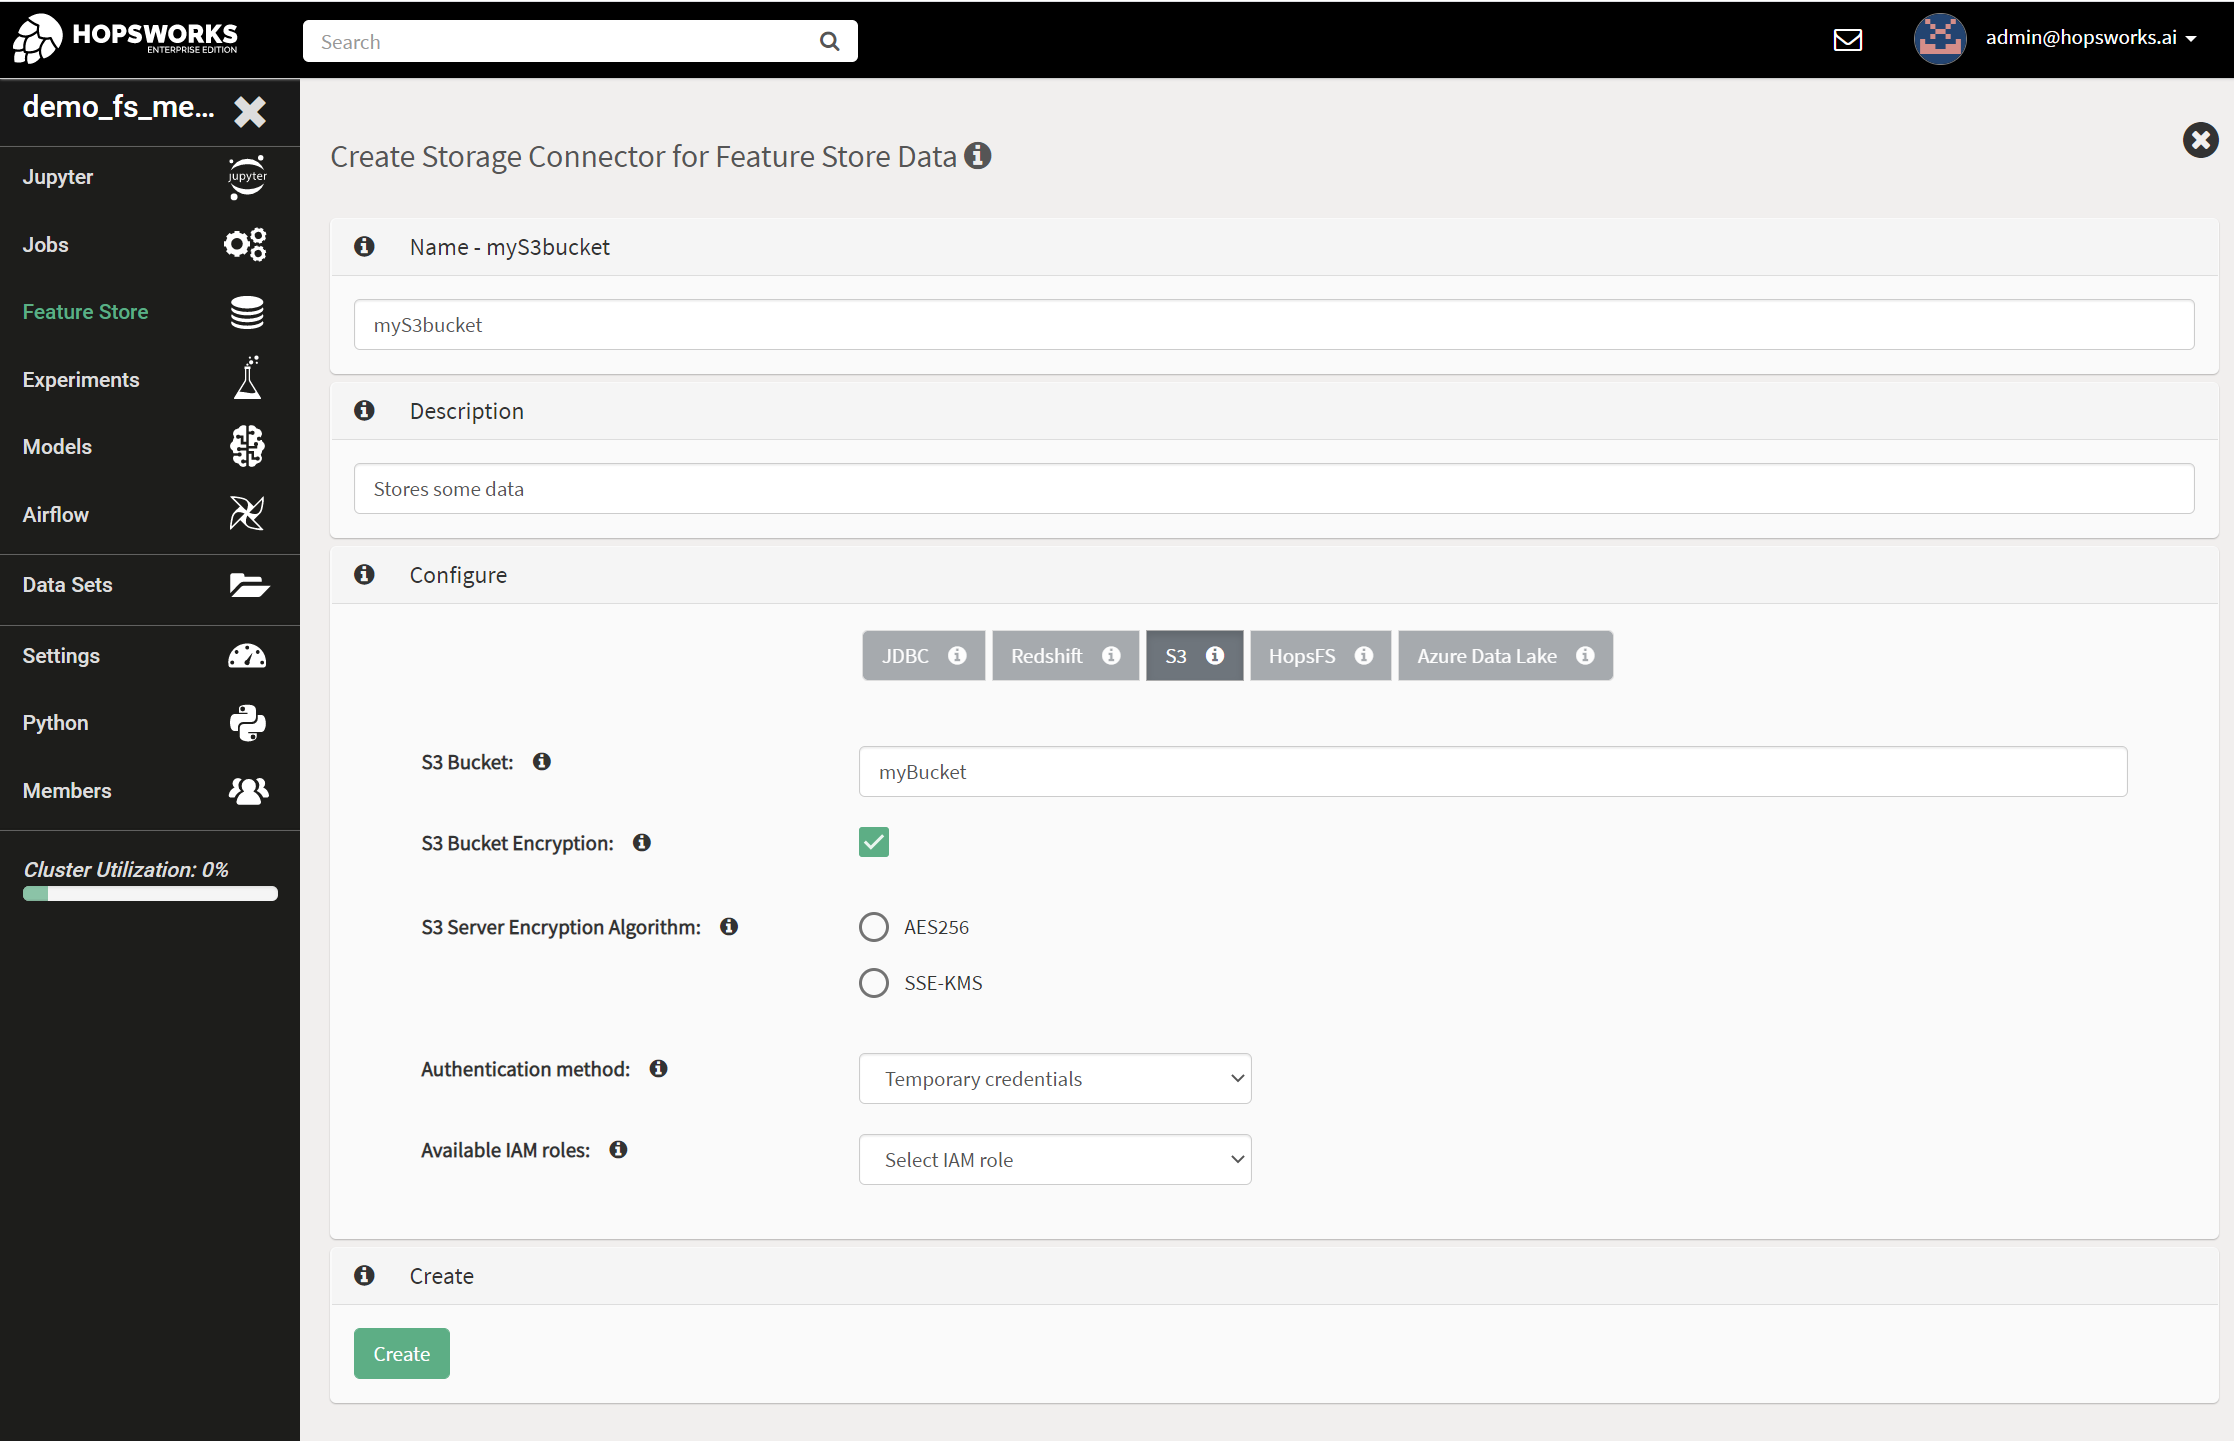 HOPSWORKS
ENTERPRISE EDITION
Search
admin@hopsworks.ai
demo_fs_me...
Jupyter
jupyter
Jobs
Feature Store
Experiments
Models
Airflow
Data Sets
Settings
Python
Members
Cluster Utilization: 0%
Create Storage Connector for Feature Store Data
Name - myS3bucket
myS3bucket
Description
Stores some data
Configure
JDBC
Redshift
S3
HopsFS
Azure Data Lake
S3 Bucket:
myBucket
S3 Bucket Encryption:
S3 Server Encryption Algorithm:
AES256
SSE-KMS
Authentication method:
Temporary credentials
Available IAM roles:
Select IAM role
Create
Create